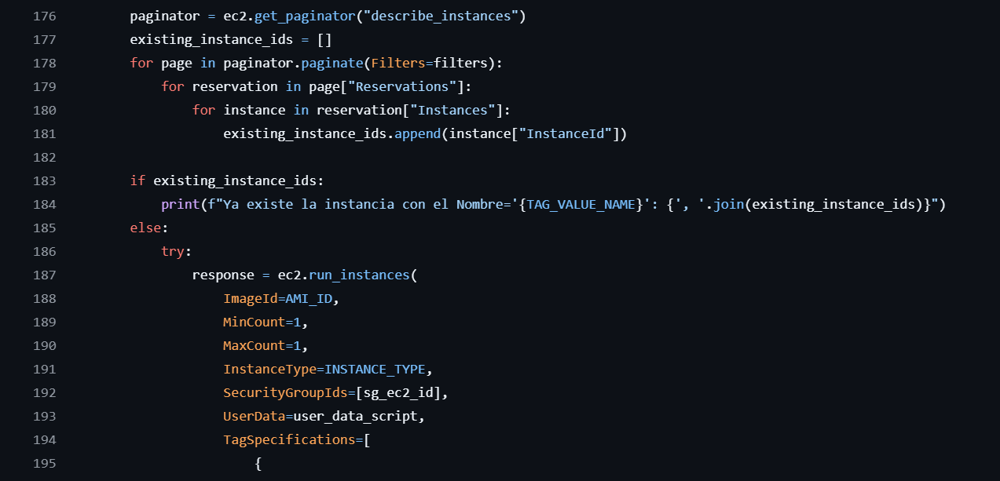 176 paginator = ec2.get_paginator("describe_instances")
177 existing_instance_ids = []
178 for page in paginator.paginate(Filters=filters):
179 for reservation in page["Reservations"]:
180 for instance in reservation["Instances"]:
181 existing_instance_ids.append(instance["InstanceId"])
182
183 if existing_instance_ids:
184 print(f"Ya existe la instancia con el Nombre='{TAG_VALUE_NAME}': {', '.join(existing_instance_ids)}")
185 else:
186 try:
187 response = ec2.run_instances(
188 ImageId=AMI_ID,
189 MinCount=1,
190 MaxCount=1,
191 InstanceType=INSTANCE_TYPE,
192 SecurityGroupIds=[sg_ec2_id],
193 UserData=user_data_script,
194 TagSpecifications=[
195 {